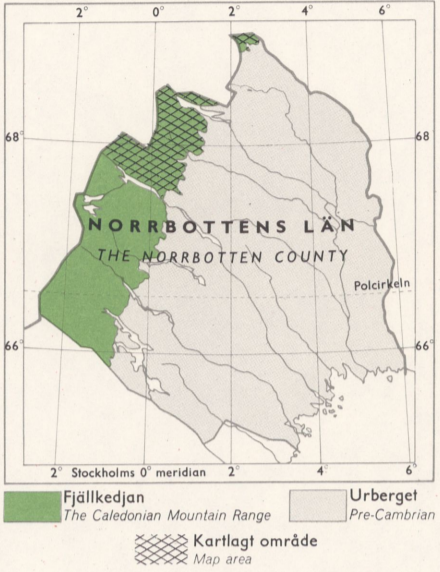 2° 0° 2° 4° 6°
68° 68°
NORRBOTTENS LÄN
THE NORRBOTTEN COUNTY
Polcirkeln
66° 66°
2° Stockholms 0° meridian 2° 4° 6°
Fjällkedjan
The Caledonian Mountain Range
Urberget
Pre-Cambrian
Kartlagt område
Map area